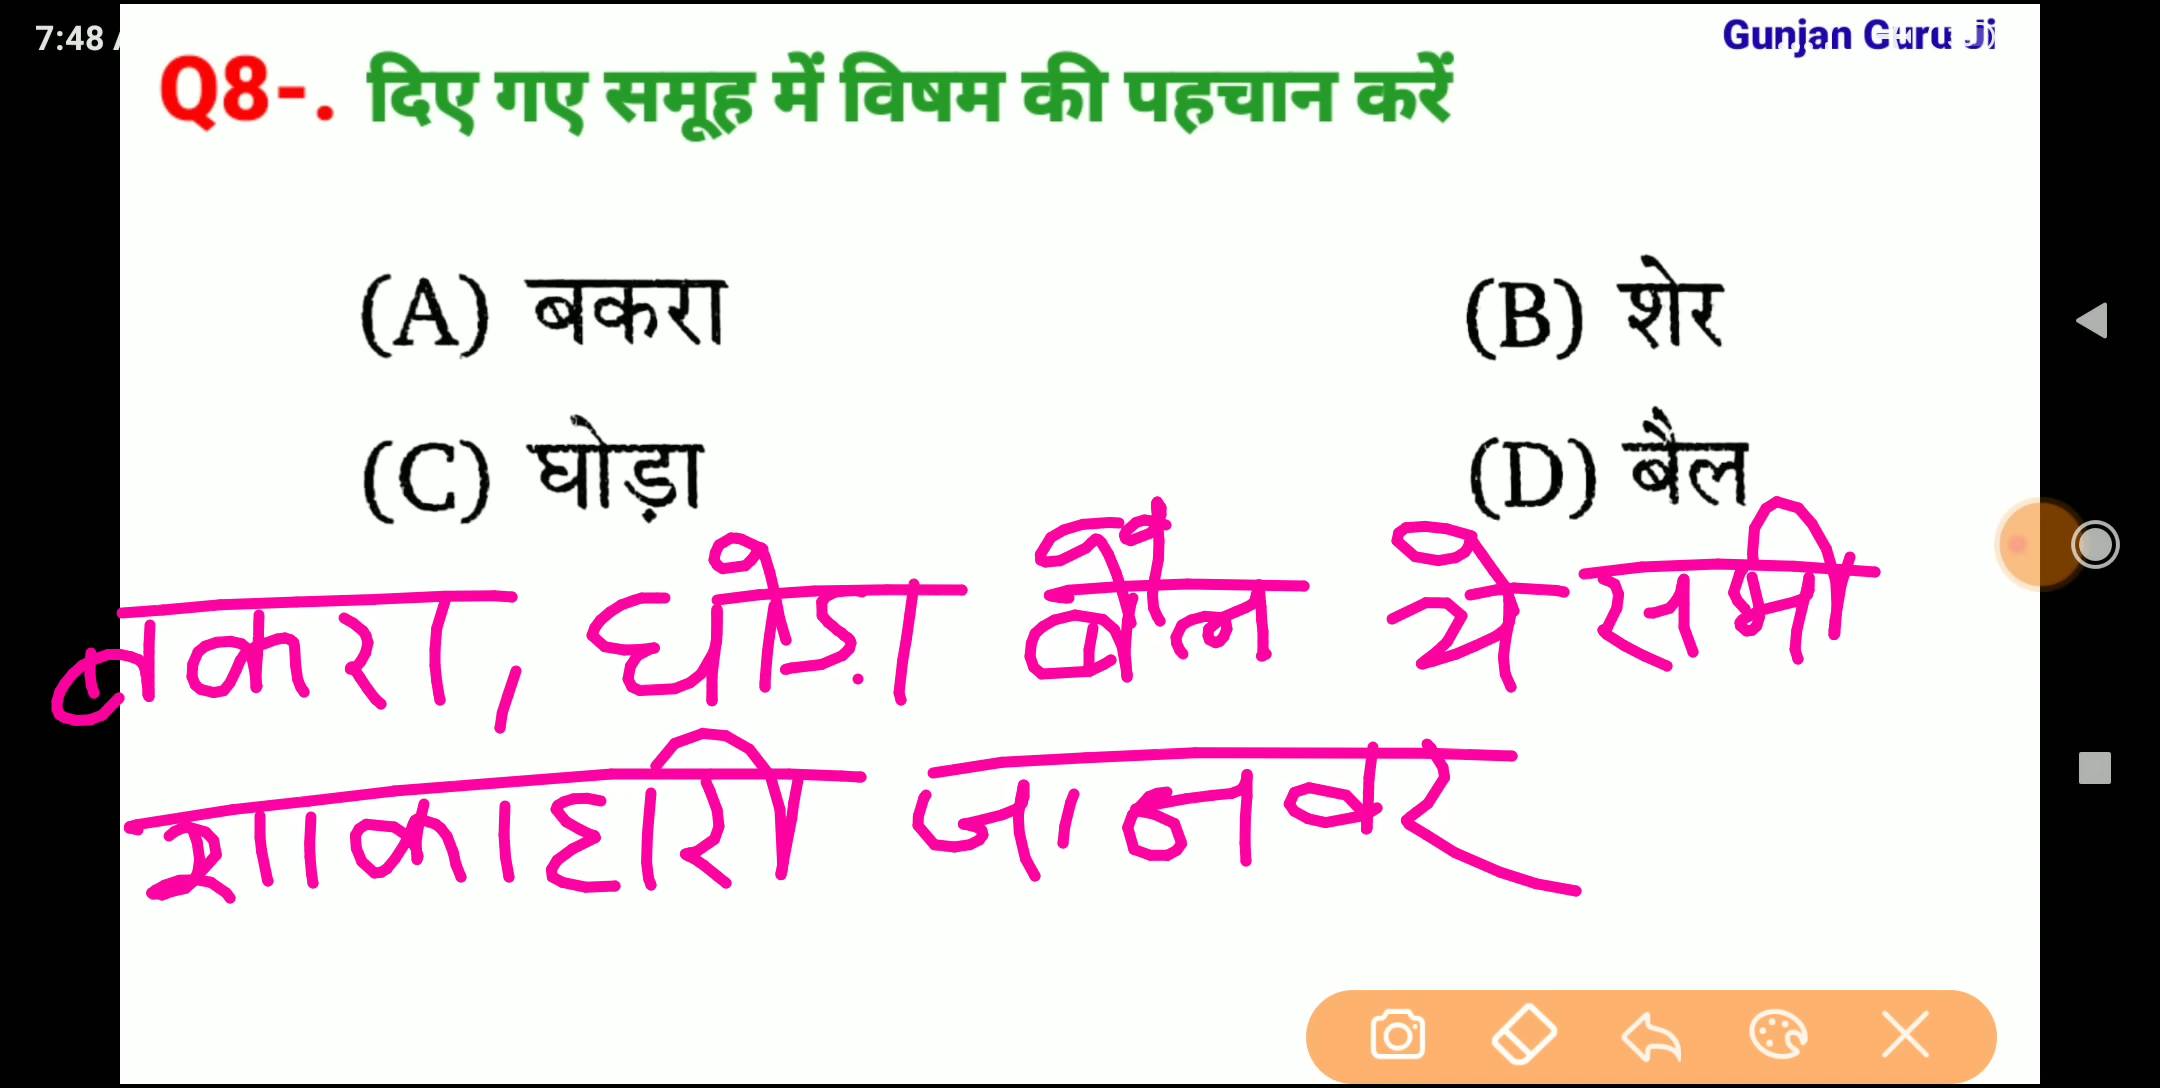 7:48
Gunjan Guru Ji
Q8-. दिए गए समूह में विषम की पहचान करें
(A) बकरा (B) शेर
(C) घोड़ा (D) बैल
बकरा, घोड़ा बैल ये सभी
शाकाहारी जानवर